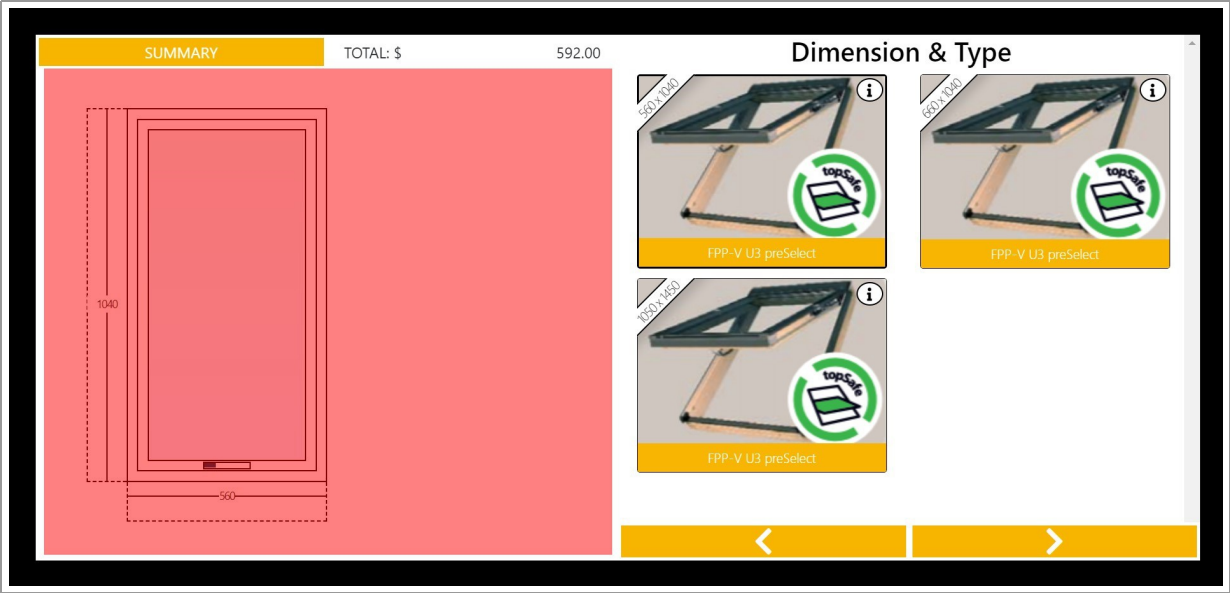 SUMMARY
TOTAL: $
592.00
1040
560
Dimension & Type
560 x 1040
i
topSafe
FPP-V U3 preSelect
660 x 1040
i
topSafe
FPP-V U3 preSelect
1050 x 1450
i
topSafe
FPP-V U3 preSelect